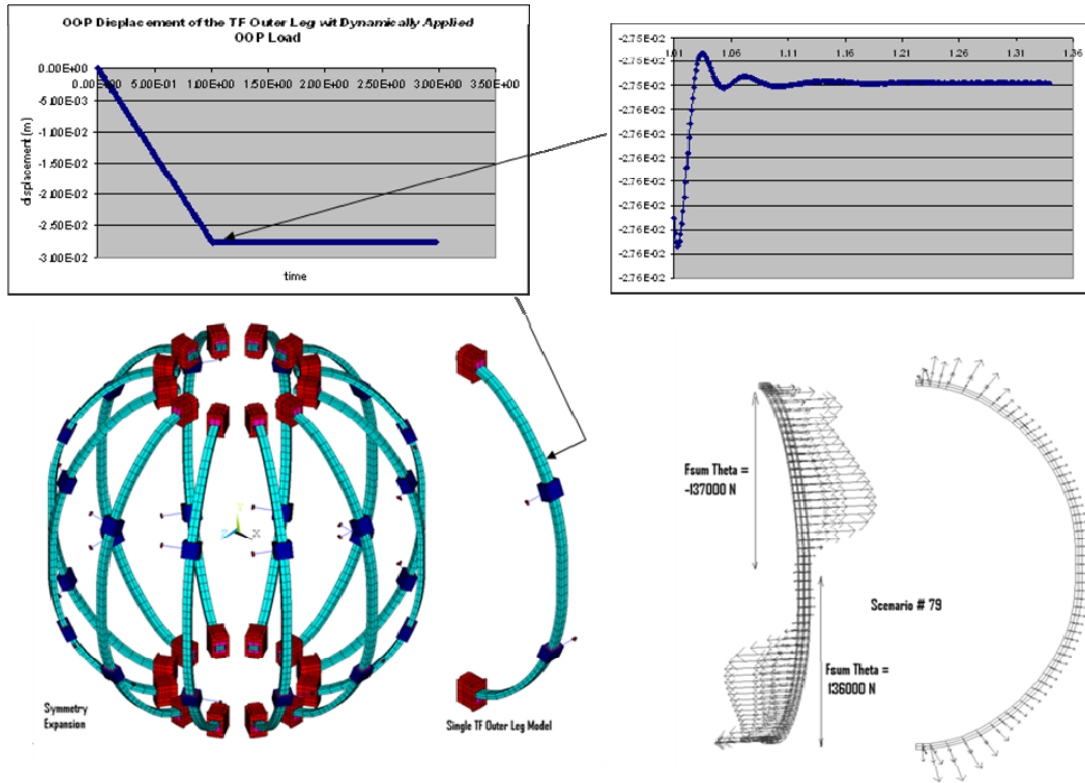 OOP Displacement of the TF Outer Leg wit Dynamically Applied
OOP Load
0.00E+00
-5.00E-03
-1.00E-02
-1.50E-02
-2.00E-02
-2.50E-02
-3.00E-02
0.00E+00 5.00E-01 1.00E+00 1.50E+00 2.00E+00 2.50E+00 3.00E+00 3.50E+00
displacement (m)
time
-2.75E-02
-2.75E-02
-2.75E-02
-2.76E-02
-2.76E-02
-2.76E-02
-2.76E-02
-2.76E-02
-2.76E-02
-2.76E-02
1.01 1.06 1.11 1.16 1.21 1.26 1.31 1.36
Y
Z
X
Symmetry
Expansion
Single TF Outer Leg Model
Fsum Theta =
-137000 N
Scenario # 79
Fsum Theta =
136000 N